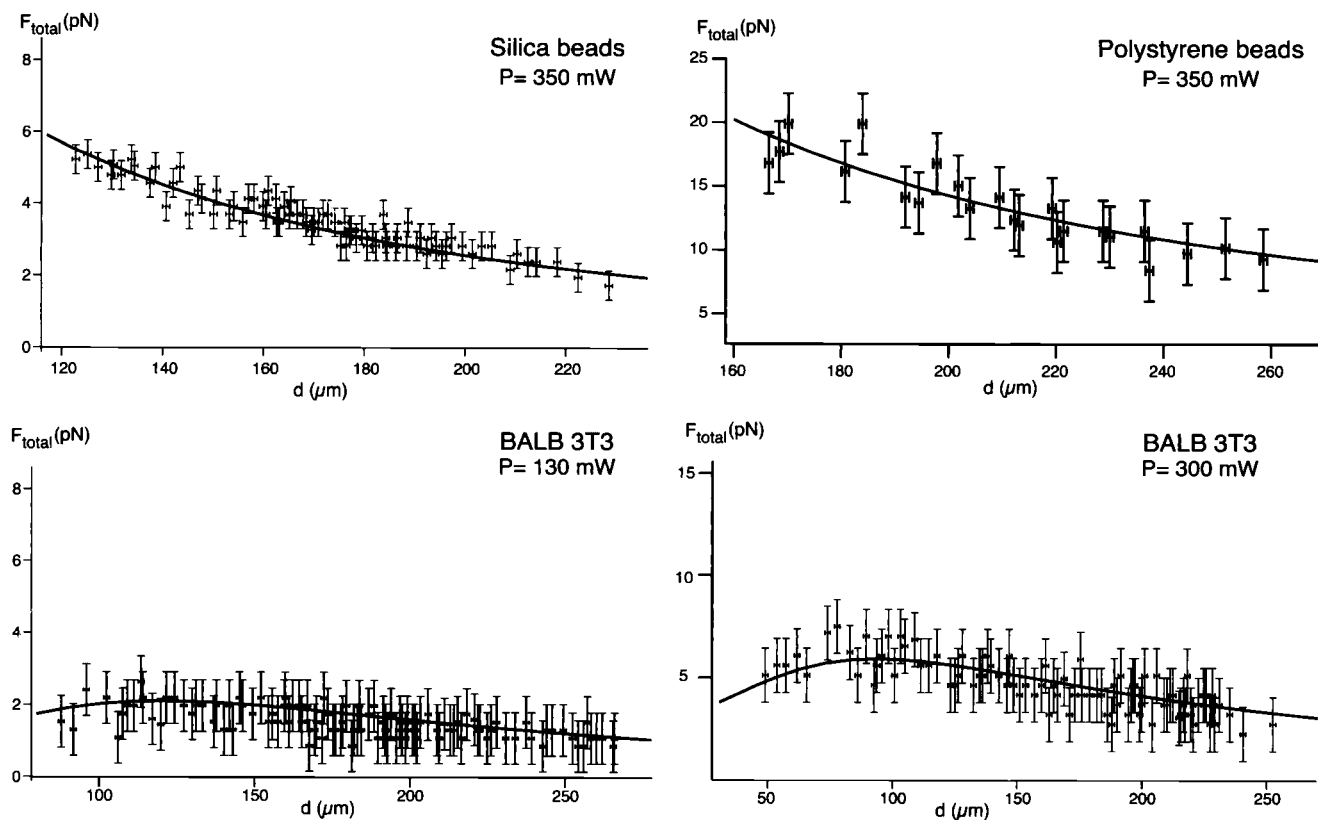 F_total (pN)
Silica beads
P= 350 mW
8
6
4
2
0
120 140 160 180 200 220
d (µm)
F_total (pN)
Polystyrene beads
P= 350 mW
25
20
15
10
5
160 180 200 220 240 260
d (µm)
F_total (pN)
BALB 3T3
P= 130 mW
8
6
4
2
0
100 150 200 250
d (µm)
F_total (pN)
BALB 3T3
P= 300 mW
15
10
5
50 100 150 200 250
d (µm)